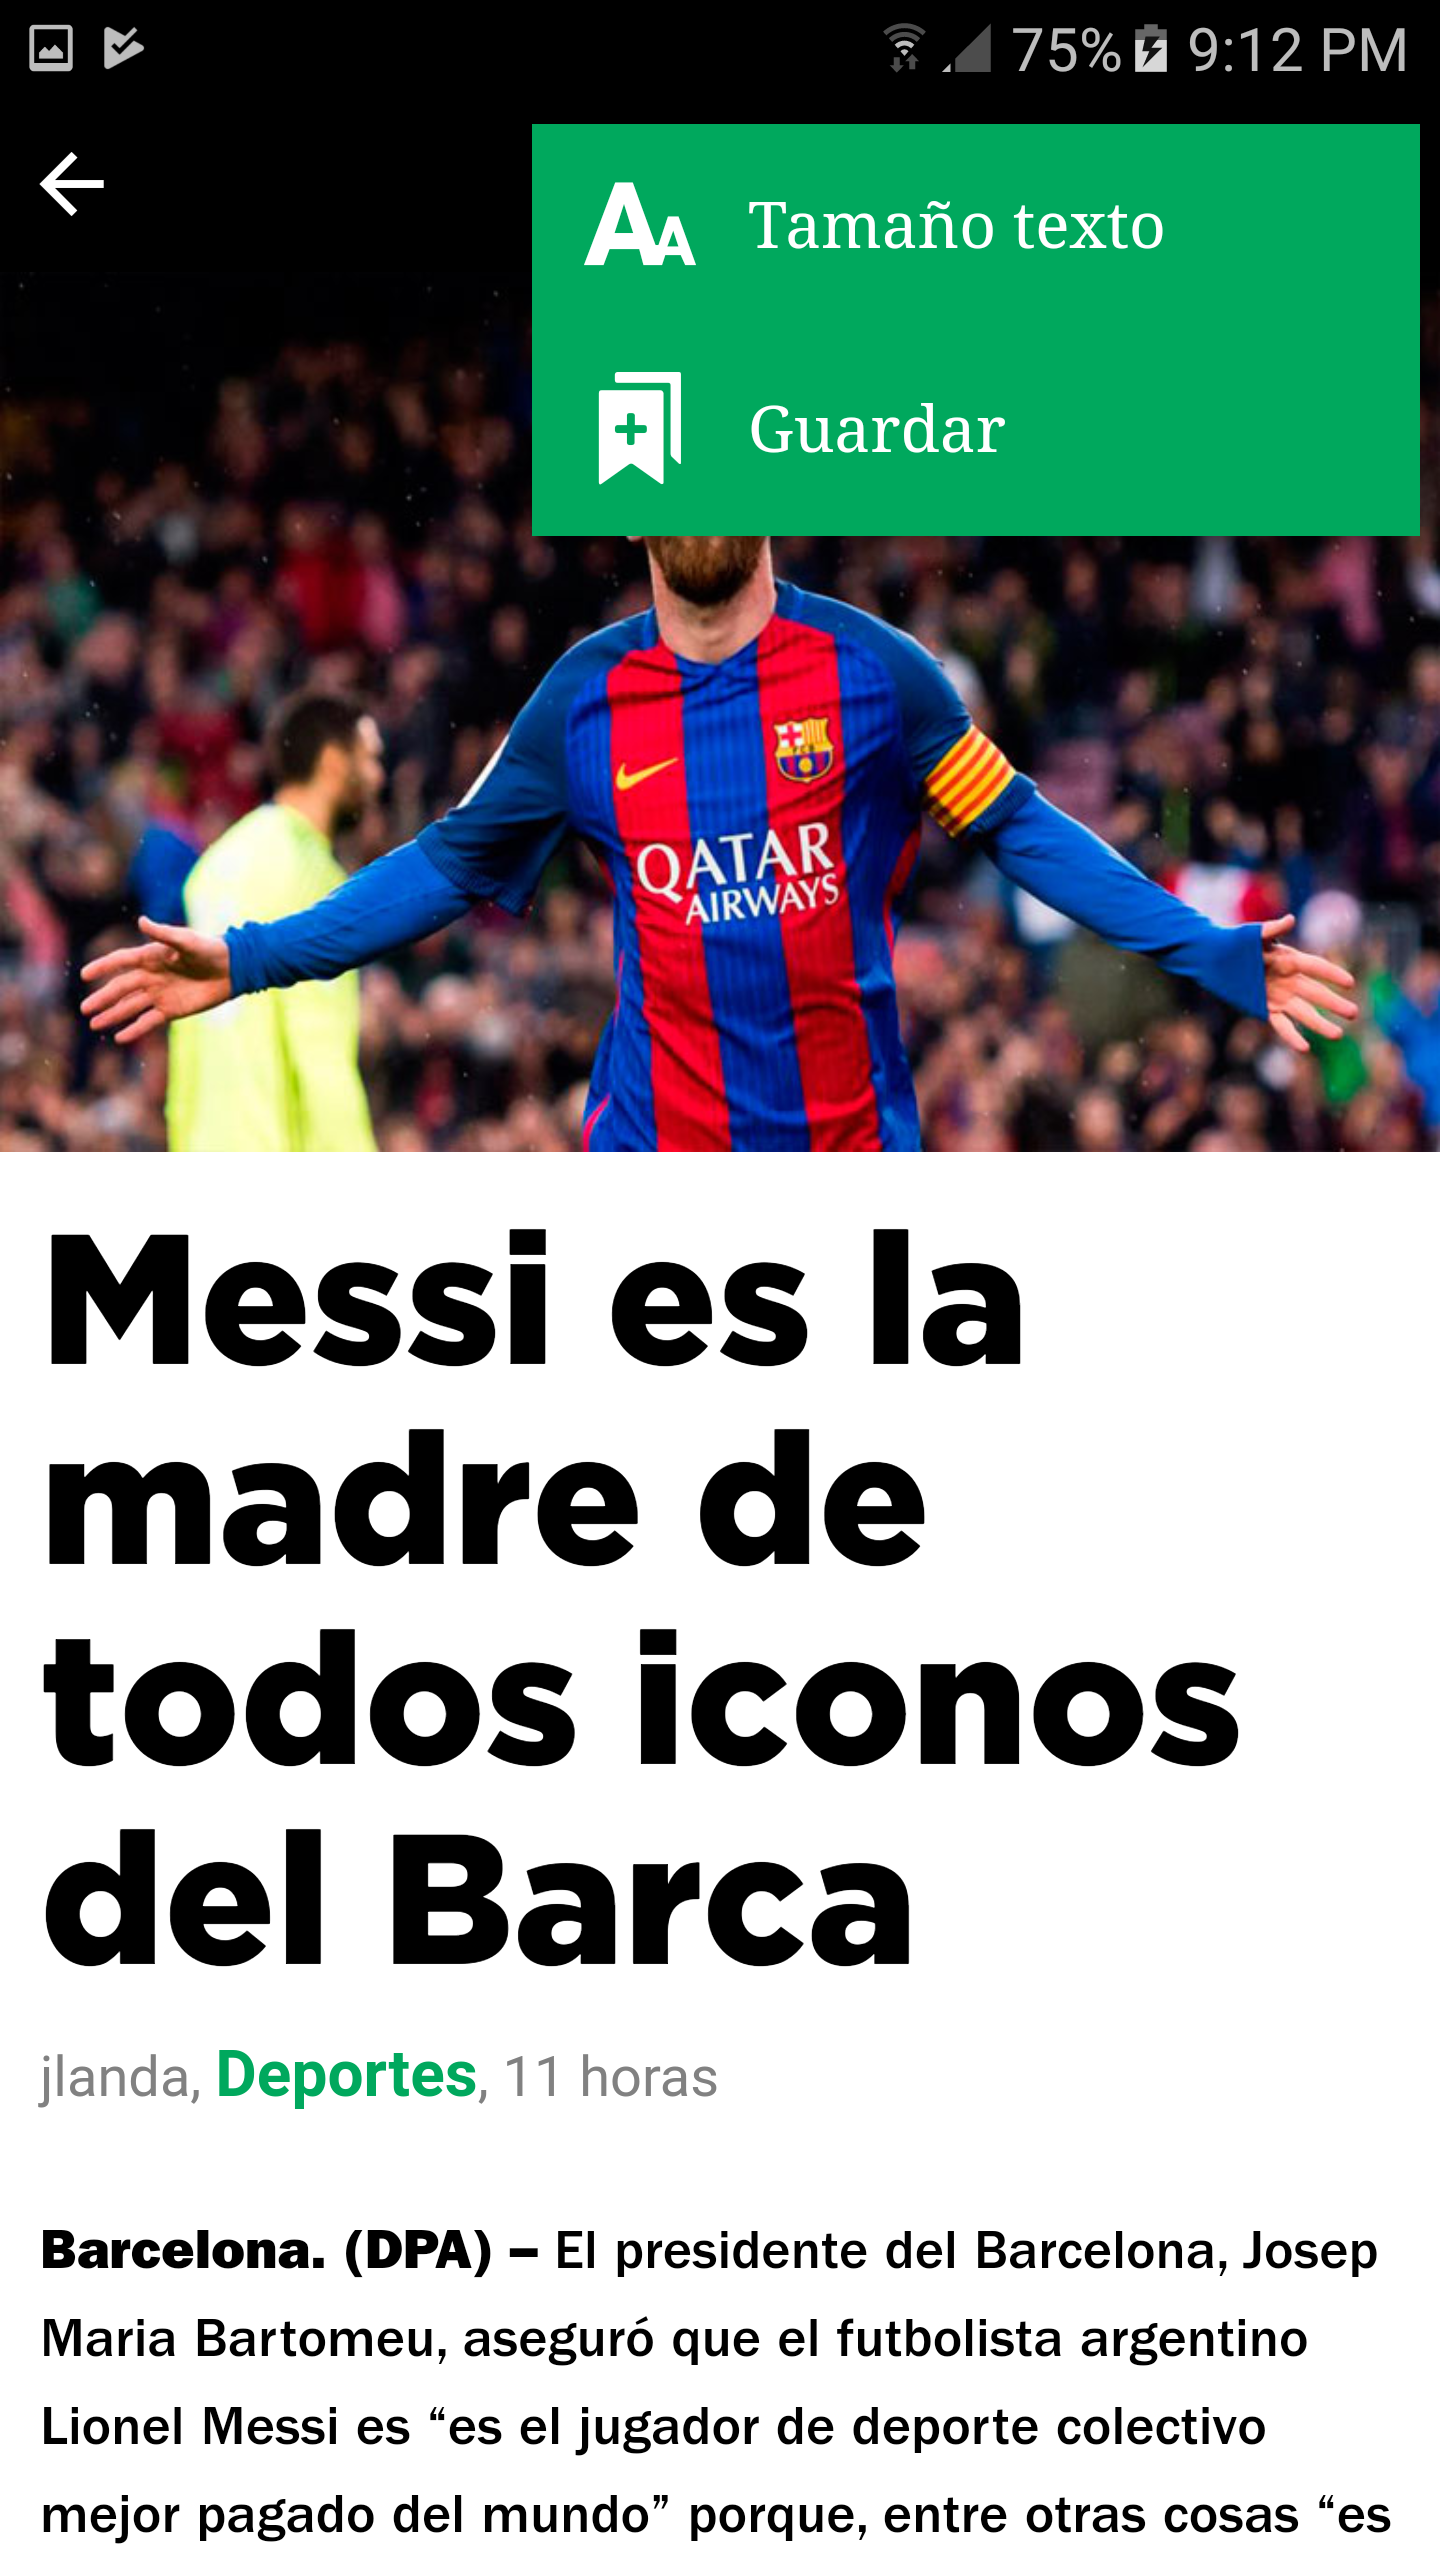 75% 9:12 PM
Tamaño texto
Guardar
QATAR
AIRWAYS
Messi es la
madre de
todos iconos
del Barca
jlanda, Deportes, 11 horas
Barcelona. (DPA) – El presidente del Barcelona, Josep
Maria Bartomeu, aseguró que el futbolista argentino
Lionel Messi es “es el jugador de deporte colectivo
mejor pagado del mundo” porque, entre otras cosas “es